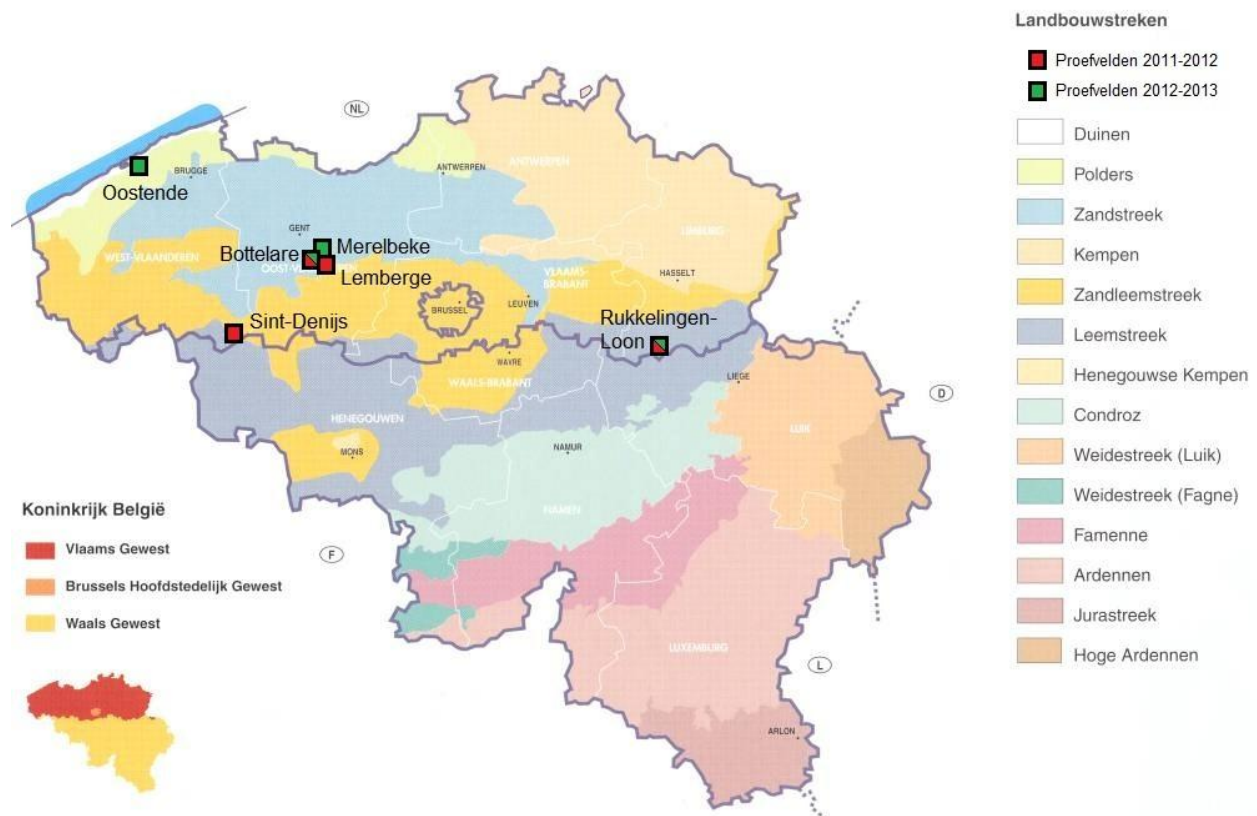 Landbouwstreken
Proefvelden 2011-2012
Proefvelden 2012-2013
Duinen
Polders
Zandstreek
Kempen
Zandleemstreek
Leemstreek
Henegouwse Kempen
Condroz
Weidestreek (Luik)
Weidestreek (Fagne)
Famenne
Ardennen
Jurastreek
Hoge Ardennen
NL
ANTWERPEN
ANTWERPEN
BRUGGE
Oostende
GENT
Merelbeke
Bottelare
Lemberge
WEST-VLAANDEREN
LIMBURG
HASSELT
VLAAMS-
BRABANT
LEUVEN
BRUSSEL
Sint-Denijs
Rukkelingen-
Loon
WAVRE
WAALS-BRABANT
LIEGE
D
HENEGOUWEN
LUIK
MONS
NAMUR
NAMEN
F
LUXEMBURG
L
ARLON
Koninkrijk België
Vlaams Gewest
Brussels Hoofdstedelijk Gewest
Waals Gewest